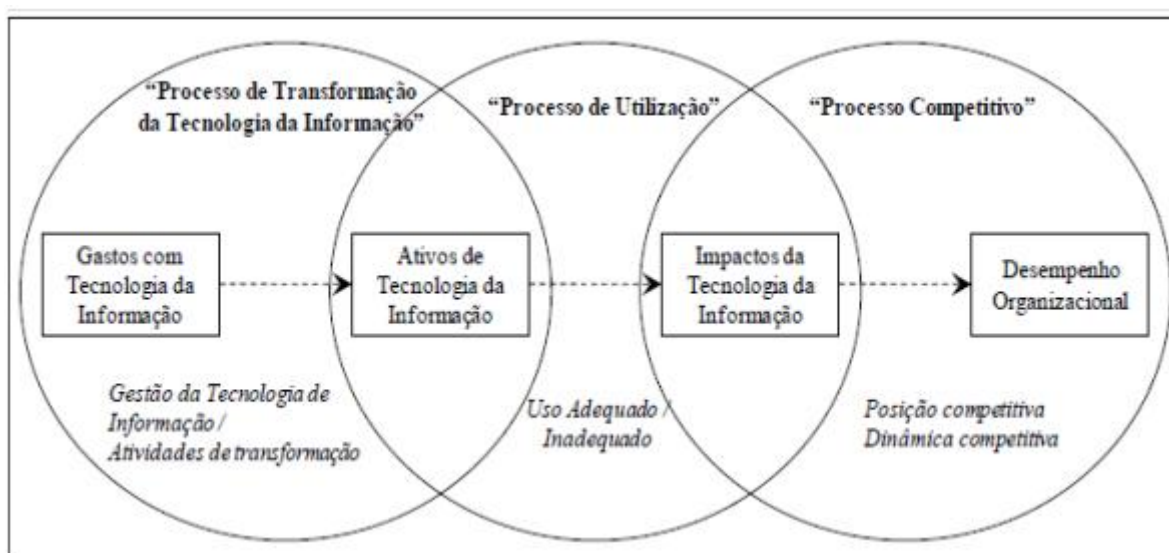 “Processo de Transformação
da Tecnologia da Informação”
“Processo de Utilização”
“Processo Competitivo”
Gastos com
Tecnologia da
Informação
Ativos de
Tecnologia da
Informação
Impactos da
Tecnologia da
Informação
Desempenho
Organizacional
Gestão da Tecnologia de
Informação /
Atividades de transformação
Uso Adequado /
Inadequado
Posição competitiva
Dinâmica competitiva